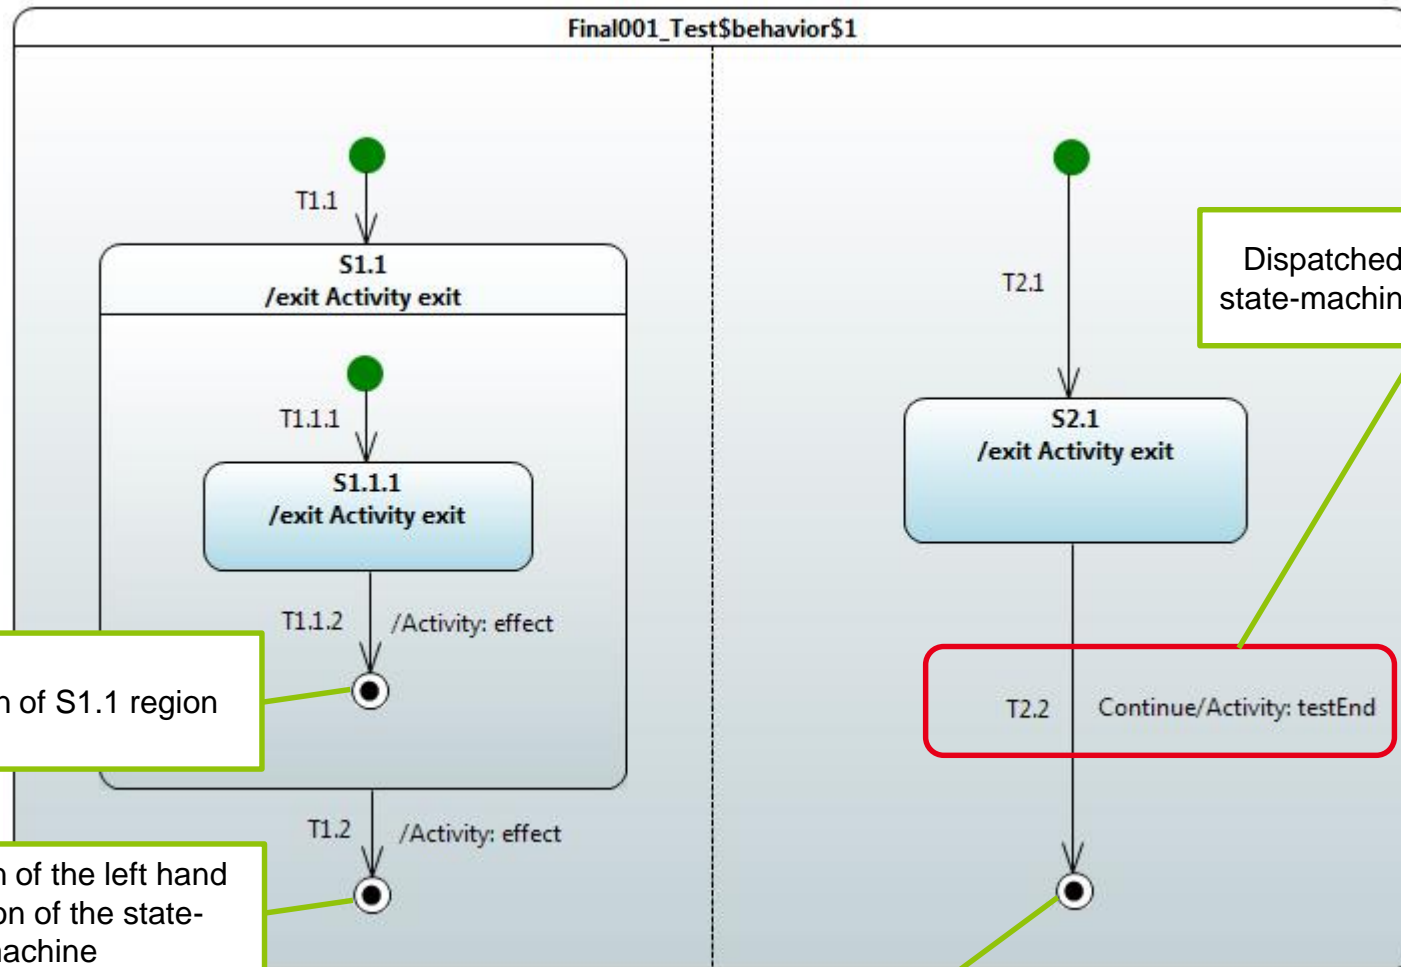 Final001_Test$behavior$1
T1.1
S1.1
/exit Activity exit
T1.1.1
S1.1.1
/exit Activity exit
T1.1.2 /Activity: effect
of S1.1 region
T1.2 /Activity: effect
of the left hand
of the state-
T2.1
Dispatched
S2.1
/exit Activity exit
T2.2 Continue/Activity: testEnd